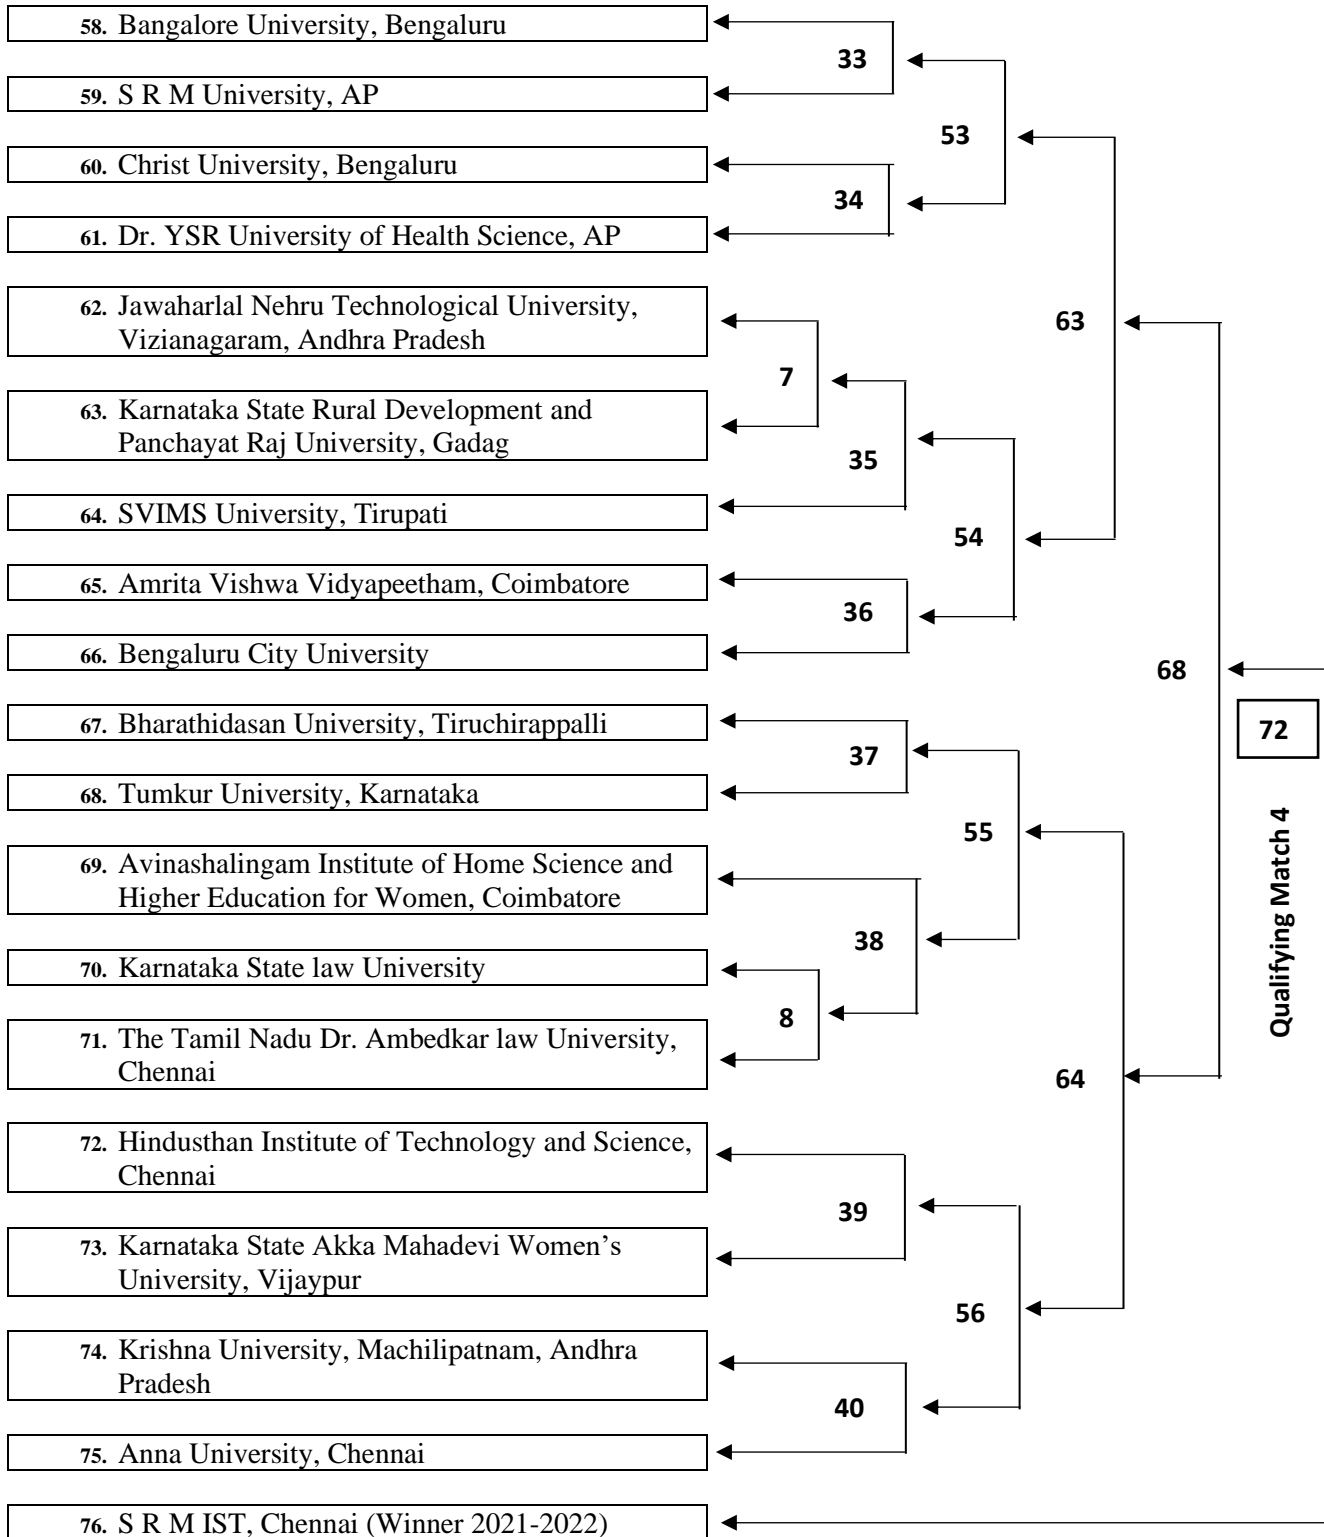 58. Bangalore University, Bengaluru
33
59. S R M University, AP
53
60. Christ University, Bengaluru
34
61. Dr. YSR University of Health Science, AP
62. Jawaharlal Nehru Technological University,
Vizianagaram, Andhra Pradesh
63
7
63. Karnataka State Rural Development and
Panchayat Raj University, Gadag
35
64. SVIMS University, Tirupati
54
65. Amrita Vishwa Vidyapeetham, Coimbatore
36
66. Bengaluru City University
68
67. Bharathidasan University, Tiruchirappalli
72
37
68. Tumkur University, Karnataka
55
69. Avinashalingam Institute of Home Science and
Higher Education for Women, Coimbatore
Qualifying Match 4
38
70. Karnataka State law University
8
71. The Tamil Nadu Dr. Ambedkar law University,
Chennai
64
72. Hindusthan Institute of Technology and Science,
Chennai
39
73. Karnataka State Akka Mahadevi Women’s
University, Vijaypur
56
74. Krishna University, Machilipatnam, Andhra
Pradesh
40
75. Anna University, Chennai
76. S R M IST, Chennai (Winner 2021-2022)